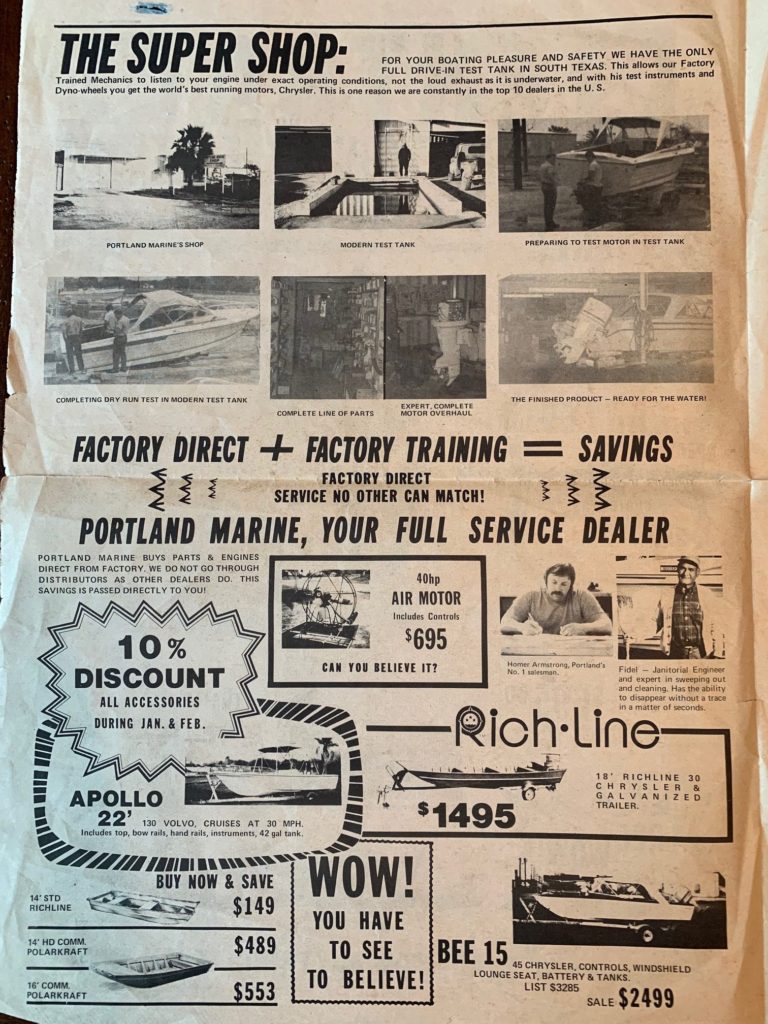 THE SUPER SHOP:
FOR YOUR BOATING PLEASURE AND SAFETY WE HAVE THE ONLY
FULL DRIVE-IN TEST TANK IN SOUTH TEXAS. This allows our Factory
Trained Mechanics to listen to your engine under exact operating conditions, not the loud exhaust as it is underwater, and with his test instruments and
Dyno-wheels you get the world's best running motors, Chrysler. This is one reason we are constantly in the top 10 dealers in the U. S.
PORTLAND MARINE'S SHOP
MODERN TEST TANK
PREPARING TO TEST MOTOR IN TEST TANK
COMPLETING DRY RUN TEST IN MODERN TEST TANK
COMPLETE LINE OF PARTS
EXPERT, COMPLETE
MOTOR OVERHAUL
THE FINISHED PRODUCT — READY FOR THE WATER!
FACTORY DIRECT + FACTORY TRAINING = SAVINGS
FACTORY DIRECT
SERVICE NO OTHER CAN MATCH!
PORTLAND MARINE, YOUR FULL SERVICE DEALER
PORTLAND MARINE BUYS PARTS & ENGINES
DIRECT FROM FACTORY. WE DO NOT GO THROUGH
DISTRIBUTORS AS OTHER DEALERS DO. THIS
SAVINGS IS PASSED DIRECTLY TO YOU!
10%
DISCOUNT
ALL ACCESSORIES
DURING JAN. & FEB.
40hp
AIR MOTOR
Includes Controls
$695
CAN YOU BELIEVE IT?
Homer Armstrong, Portland's
No. 1 salesman.
Fidel — Janitorial Engineer
and expert in sweeping out
and cleaning. Has the ability
to disappear without a trace
in a matter of seconds.
APOLLO
22' 130 VOLVO, CRUISES AT 30 MPH.
Includes top, bow rails, hand rails, instruments, 42 gal tank.
Rich·Line
$1495
18' RICHLINE 30
CHRYSLER &
GALVANIZED
TRAILER.
BUY NOW & SAVE
14' STD
RICHLINE
$149
14' HD COMM.
POLARKRAFT
$489
16' COMM.
POLARKRAFT
$553
WOW!
YOU HAVE
TO SEE
TO BELIEVE!
BEE 15
45 CHRYSLER, CONTROLS, WINDSHIELD
LOUNGE SEAT, BATTERY & TANKS.
LIST $3285
SALE $2499